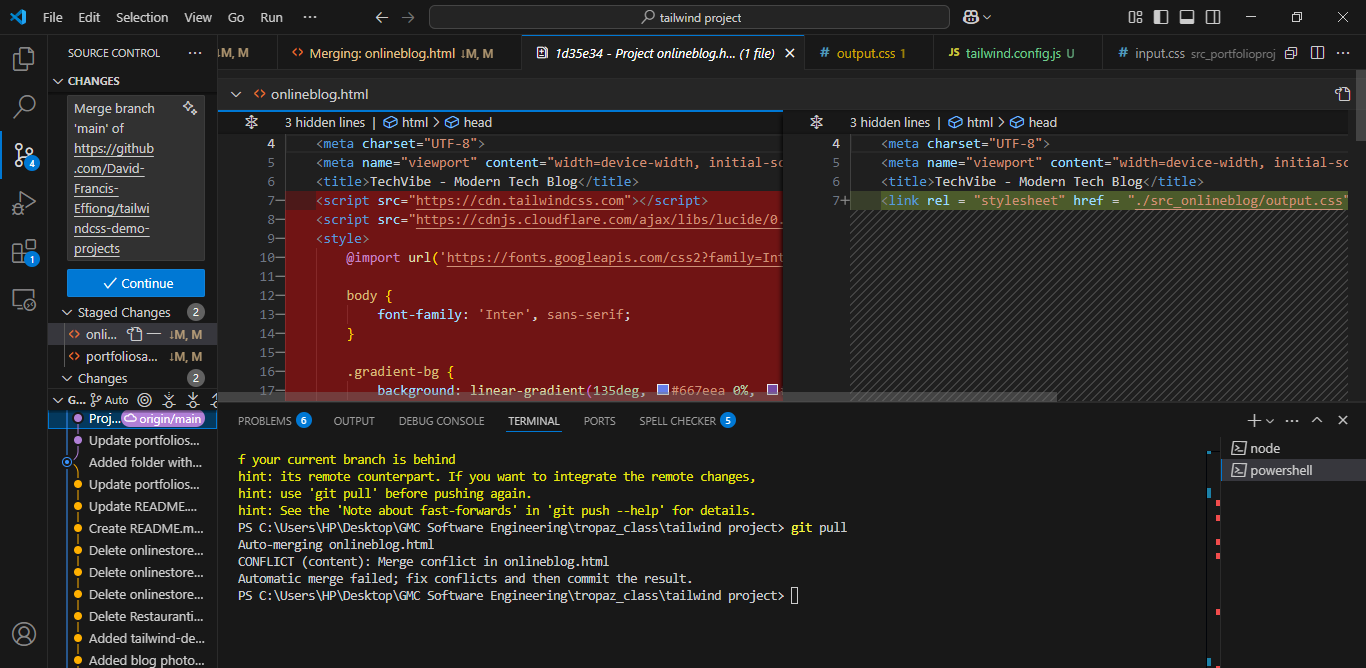 File Edit Selection View Go Run ··· tailwind project
SOURCE CONTROL ···
↓M, M
Merging: onlineblog.html ↓M, M
1d35e34 - Project onlineblog.h... (1 file)
output.css 1
JS tailwind.config.js U
# input.css src_portfolioproj
CHANGES
Merge branch
'main' of
https://github
.com/David-
Francis-
Effiong/tailwi
ndcss-demo-
projects
Continue
Staged Changes 2
onli... ↓M, M
portfoliosa... ↓M, M
Changes 2
G... Auto
Proj... origin/main
Update portfolios...
Added folder with...
Update portfolios...
Update README....
Create README.m...
Delete onlinestore...
Delete onlinestore...
Delete onlinestore...
Delete Restauranti...
Added tailwind-de...
Added blog photo...
4
1
onlineblog.html
3 hidden lines | html > head
4 <meta charset="UTF-8">
5 <meta name="viewport" content="width=device-width, initial-sc
6 <title>TechVibe - Modern Tech Blog</title>
7− <script src="https://cdn.tailwindcss.com"></script>
8− <script src="https://cdnjs.cloudflare.com/ajax/libs/lucide/0.
9− <style>
10− @import url('https://fonts.googleapis.com/css2?family=Int
11−
12− body {
13− font-family: 'Inter', sans-serif;
14− }
15−
16− .gradient-bg {
17− background: linear-gradient(135deg, #667eea 0%,
3 hidden lines | html > head
4 <meta charset="UTF-8">
5 <meta name="viewport" content="width=device-width, initial-sc
6 <title>TechVibe - Modern Tech Blog</title>
7+ <link rel = "stylesheet" href = "./src_onlineblog/output.css"
PROBLEMS 6 OUTPUT DEBUG CONSOLE TERMINAL PORTS SPELL CHECKER 5
f your current branch is behind
hint: its remote counterpart. If you want to integrate the remote changes,
hint: use 'git pull' before pushing again.
hint: See the 'Note about fast-forwards' in 'git push --help' for details.
PS C:\Users\HP\Desktop\GMC Software Engineering\tropaz_class\tailwind project> git pull
Auto-merging onlineblog.html
CONFLICT (content): Merge conflict in onlineblog.html
Automatic merge failed; fix conflicts and then commit the result.
PS C:\Users\HP\Desktop\GMC Software Engineering\tropaz_class\tailwind project>
node
powershell